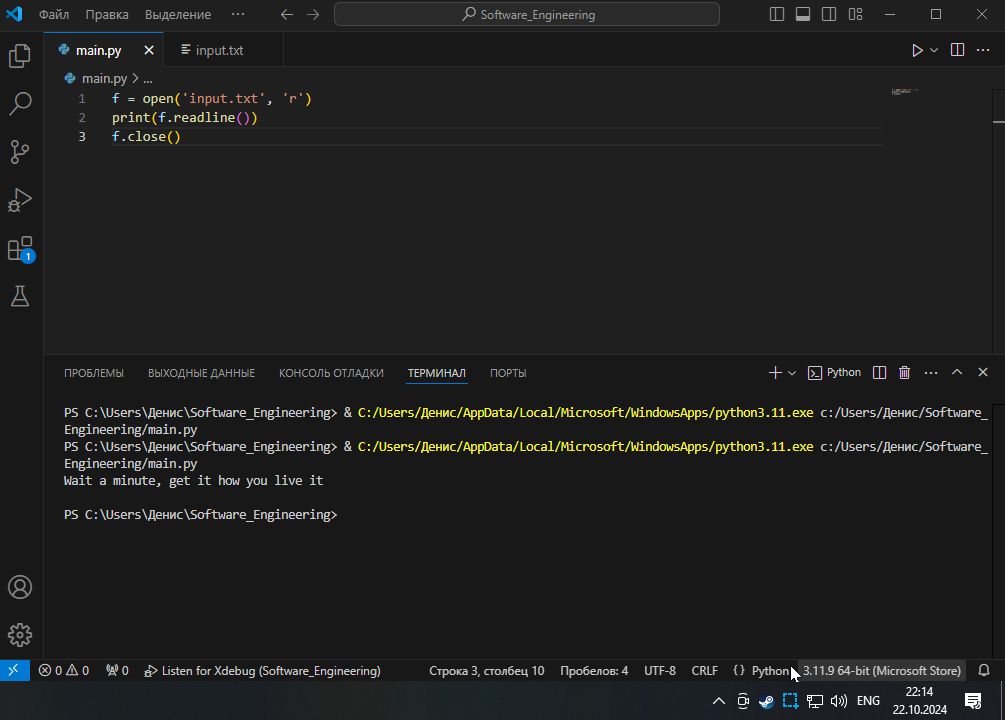 Файл Правка Выделение ··· Software_Engineering
main.py input.txt
main.py > ...
1 f = open('input.txt', 'r')
2 print(f.readline())
3 f.close()
1
ПРОБЛЕМЫ ВЫХОДНЫЕ ДАННЫЕ КОНСОЛЬ ОТЛАДКИ ТЕРМИНАЛ ПОРТЫ Python
PS C:\Users\Денис\Software_Engineering> & C:/Users/Денис/AppData/Local/Microsoft/WindowsApps/python3.11.exe c:/Users/Денис/Software_
Engineering/main.py
PS C:\Users\Денис\Software_Engineering> & C:/Users/Денис/AppData/Local/Microsoft/WindowsApps/python3.11.exe c:/Users/Денис/Software_
Engineering/main.py
Wait a minute, get it how you live it
PS C:\Users\Денис\Software_Engineering>
0 0 0 Listen for Xdebug (Software_Engineering) Строка 3, столбец 10 Пробелов: 4 UTF-8 CRLF {} Python 3.11.9 64-bit (Microsoft Store)
ENG 22:14
22.10.2024